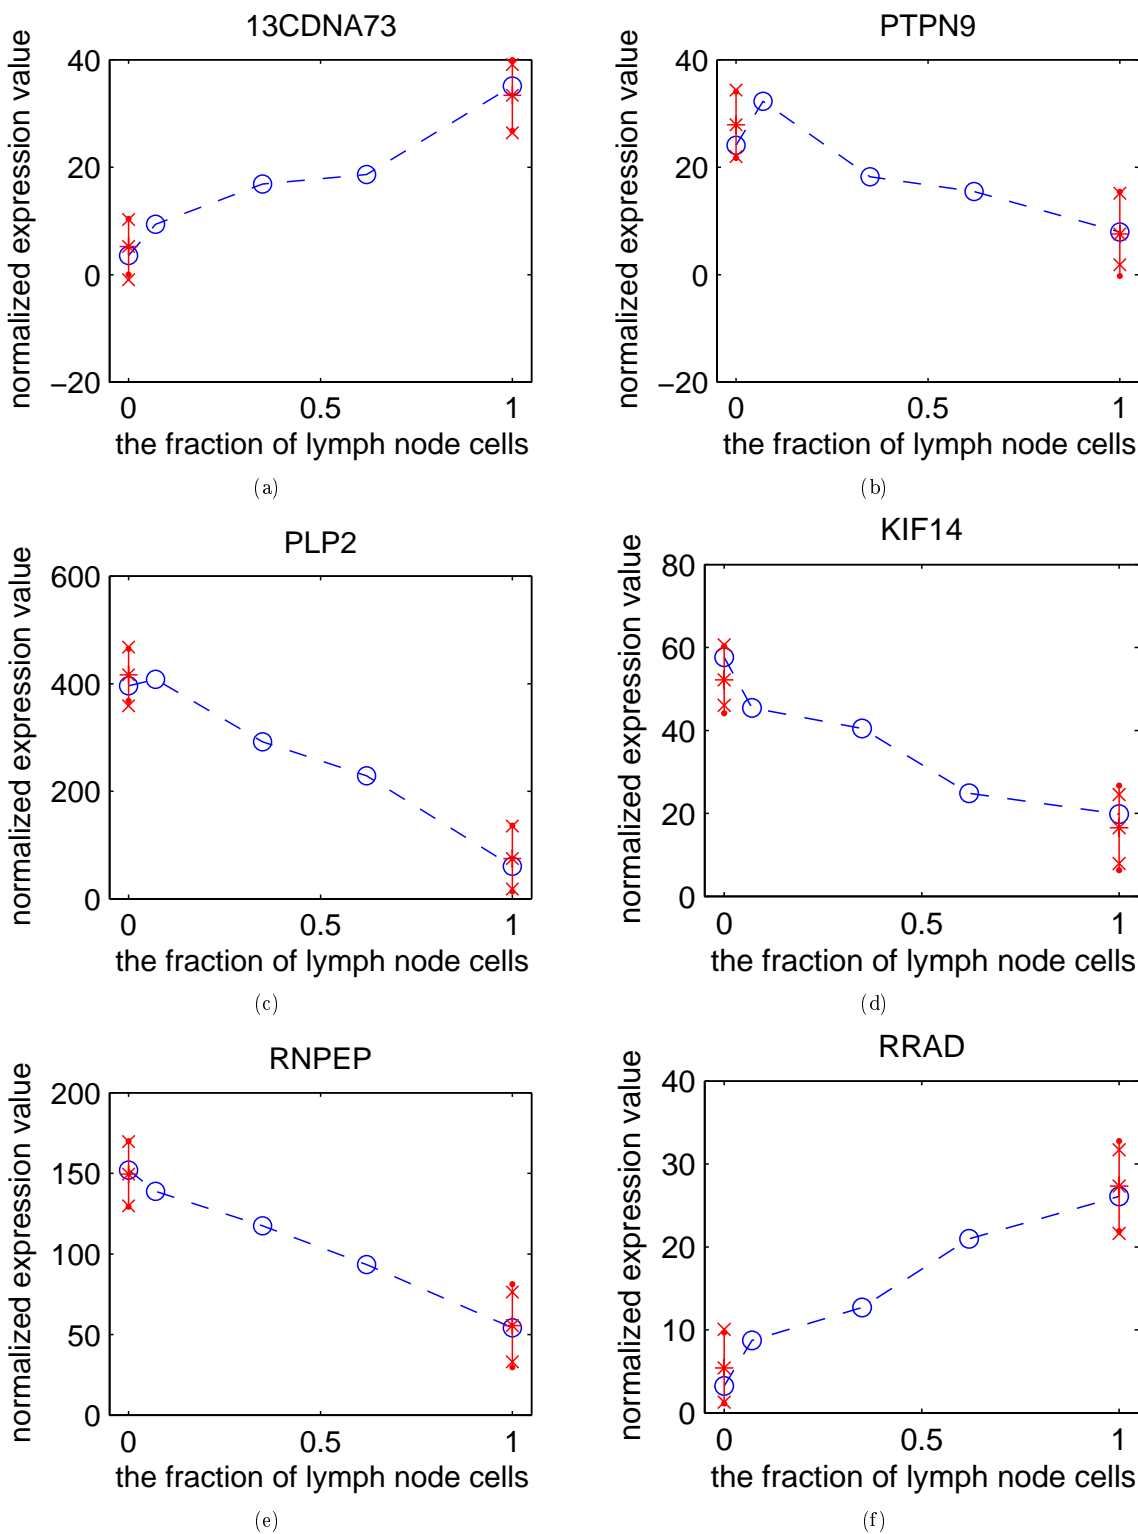 13CDNA73
normalized expression value
40
20
0
−20
0 0.5 1
the fraction of lymph node cells
(a)
PTPN9
normalized expression value
40
20
0
−20
0 0.5 1
the fraction of lymph node cells
(b)
PLP2
normalized expression value
600
400
200
0
0 0.5 1
the fraction of lymph node cells
(c)
KIF14
normalized expression value
80
60
40
20
0
0 0.5 1
the fraction of lymph node cells
(d)
RNPEP
normalized expression value
200
150
100
50
0
0 0.5 1
the fraction of lymph node cells
(e)
RRAD
normalized expression value
40
30
20
10
0
0 0.5 1
the fraction of lymph node cells
(f)